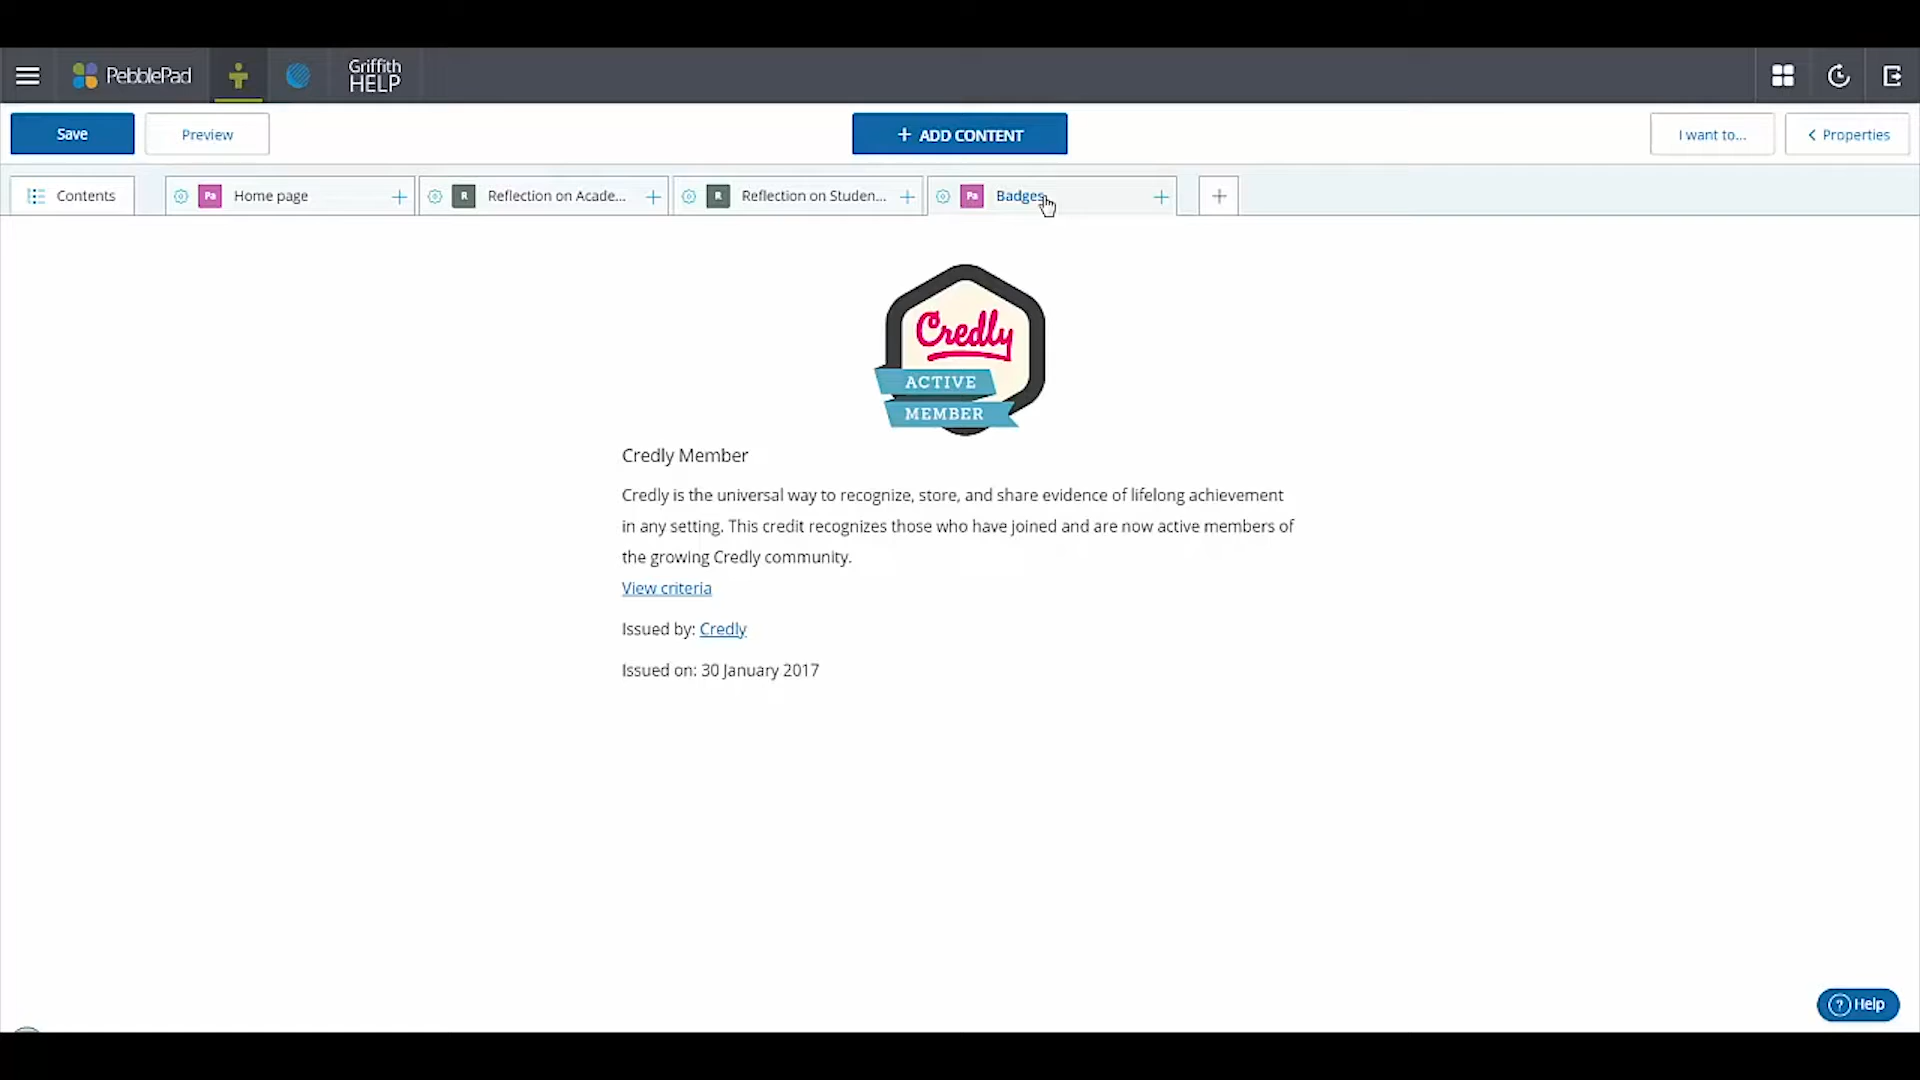 PebblePad
Griffith
HELP
Save
Preview
+ ADD CONTENT
I want to...
< Properties
Contents
Pa Home page +
R Reflection on Acade... +
R Reflection on Studen... +
Pa Badges +
+
Credly
ACTIVE
MEMBER
Credly Member
Credly is the universal way to recognize, store, and share evidence of lifelong achievement
in any setting. This credit recognizes those who have joined and are now active members of
the growing Credly community.
View criteria
Issued by: Credly
Issued on: 30 January 2017
? Help